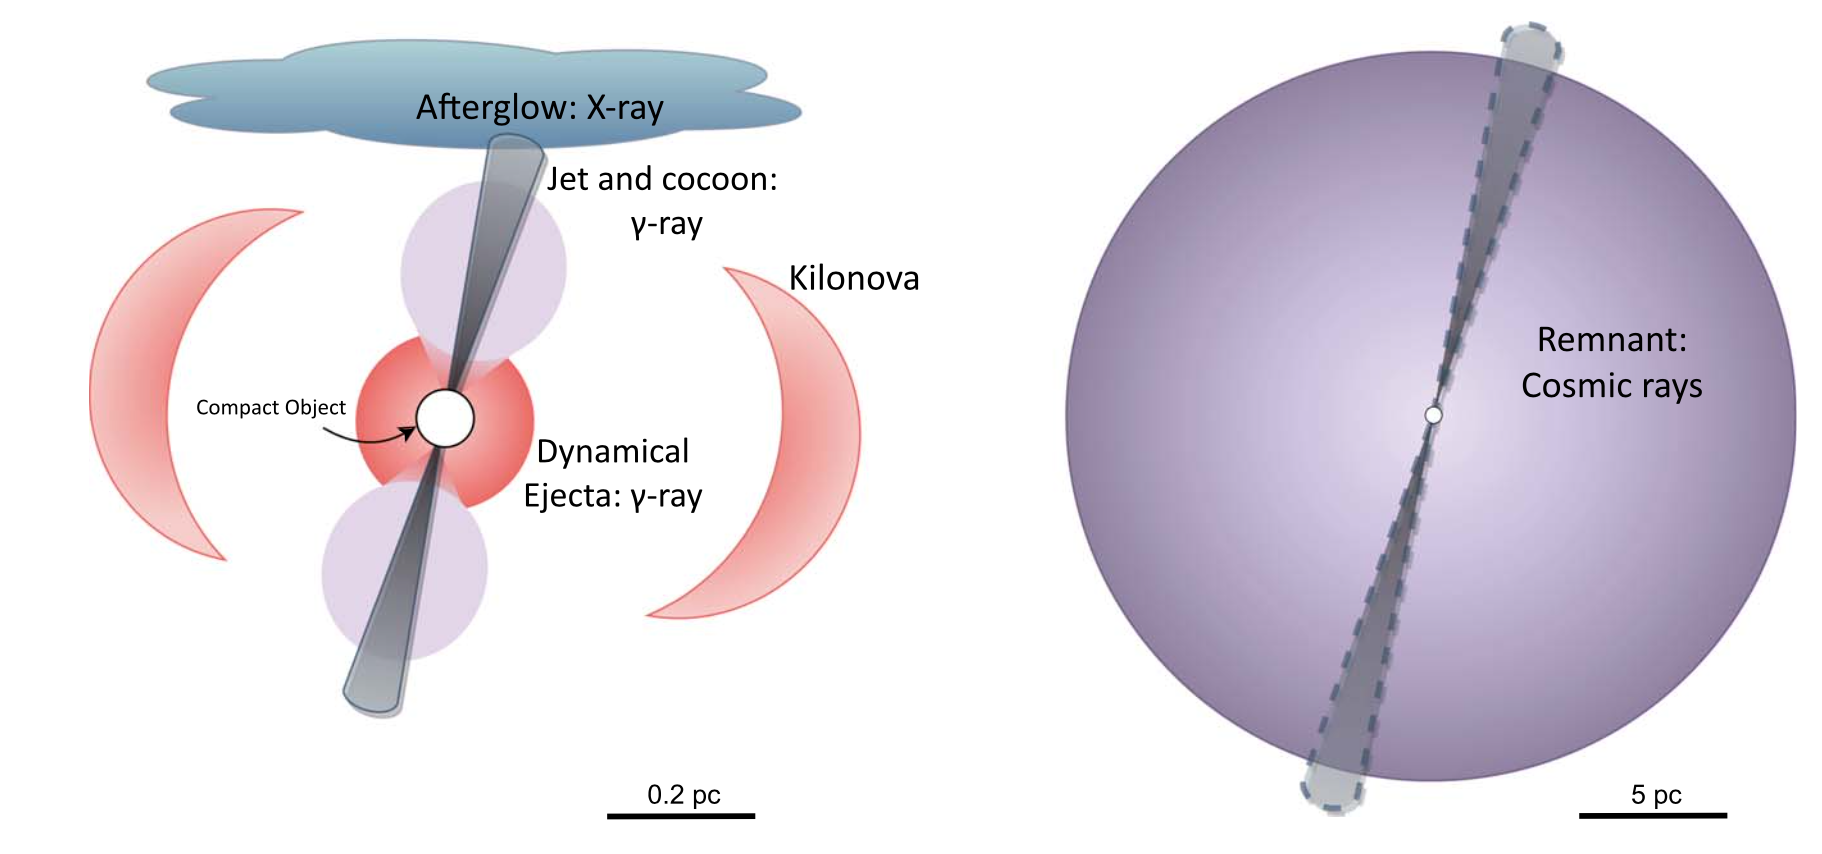 Afterglow: X-ray
Jet and cocoon:
γ-ray
Kilonova
Compact Object
Dynamical
Ejecta: γ-ray
0.2 pc
Remnant:
Cosmic rays
5 pc